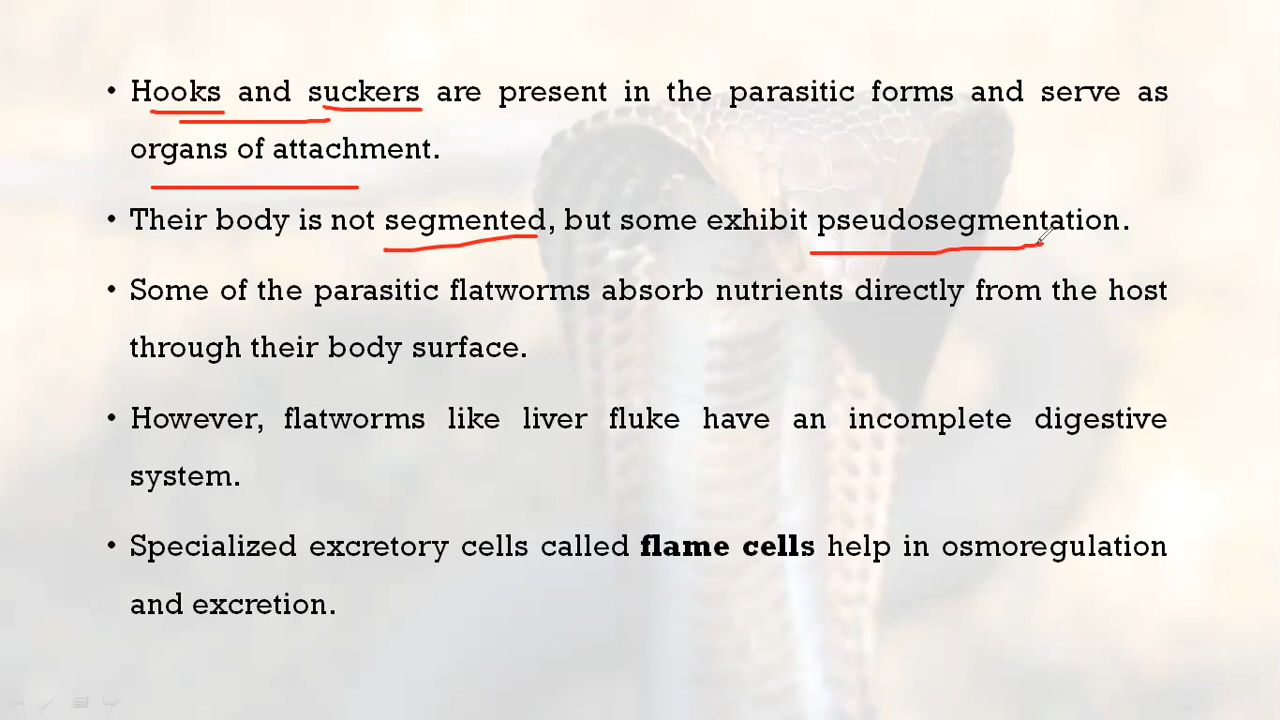 • Hooks and suckers are present in the parasitic forms and serve as
organs of attachment.
• Their body is not segmented, but some exhibit pseudosegmentation.
• Some of the parasitic flatworms absorb nutrients directly from the host
through their body surface.
• However, flatworms like liver fluke have an incomplete digestive
system.
• Specialized excretory cells called flame cells help in osmoregulation
and excretion.